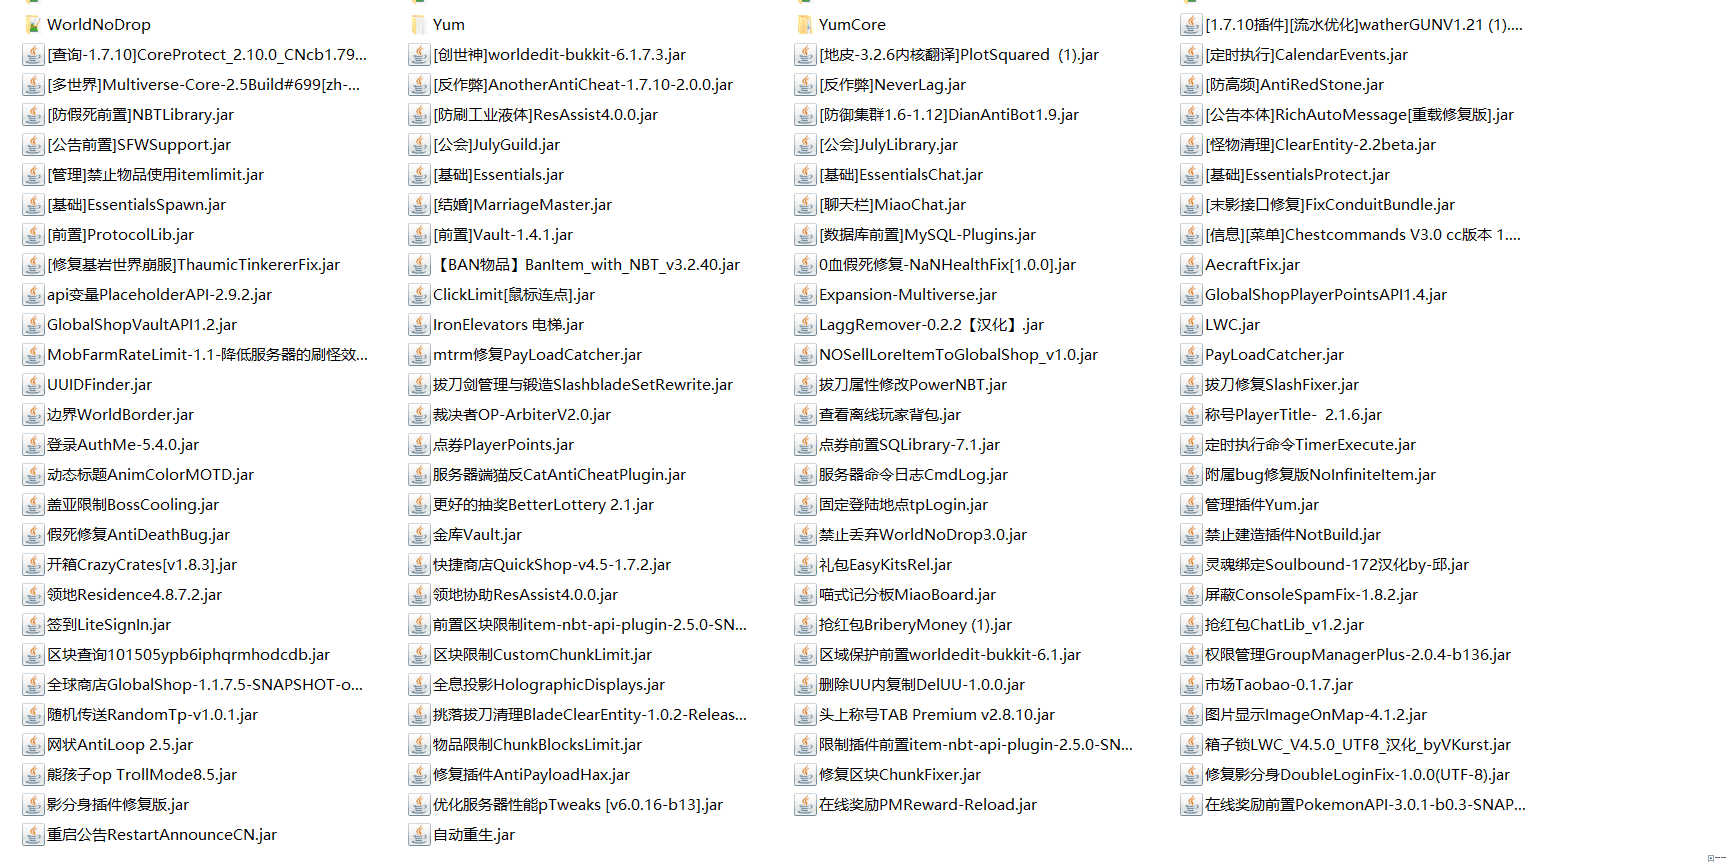 WorldNoDrop Yum YumCore [1.7.10插件][流水优化]watherGUNV1.21 (1)....
[查询-1.7.10]CoreProtect_2.10.0_CNcb1.79... [创世神]worldedit-bukkit-6.1.7.3.jar [地皮-3.2.6内核翻译]PlotSquared  (1).jar [定时执行]CalendarEvents.jar
[多世界]Multiverse-Core-2.5Build#699[zh-... [反作弊]AnotherAntiCheat-1.7.10-2.0.0.jar [反作弊]NeverLag.jar [防高频]AntiRedStone.jar
[防假死前置]NBTLibrary.jar [防刷工业液体]ResAssist4.0.0.jar [防御集群1.6-1.12]DianAntiBot1.9.jar [公告本体]RichAutoMessage[重载修复版].jar
[公告前置]SFWSupport.jar [公会]JulyGuild.jar [公会]JulyLibrary.jar [怪物清理]ClearEntity-2.2beta.jar
[管理]禁止物品使用itemlimit.jar [基础]Essentials.jar [基础]EssentialsChat.jar [基础]EssentialsProtect.jar
[基础]EssentialsSpawn.jar [结婚]MarriageMaster.jar [聊天栏]MiaoChat.jar [末影接口修复]FixConduitBundle.jar
[前置]ProtocolLib.jar [前置]Vault-1.4.1.jar [数据库前置]MySQL-Plugins.jar [信息][菜单]Chestcommands V3.0 cc版本 1....
[修复基岩世界崩服]ThaumicTinkererFix.jar 【BAN物品】BanItem_with_NBT_v3.2.40.jar 0血假死修复-NaNHealthFix[1.0.0].jar AecraftFix.jar
api变量PlaceholderAPI-2.9.2.jar ClickLimit[鼠标连点].jar Expansion-Multiverse.jar GlobalShopPlayerPointsAPI1.4.jar
GlobalShopVaultAPI1.2.jar IronElevators 电梯.jar LaggRemover-0.2.2【汉化】.jar LWC.jar
MobFarmRateLimit-1.1-降低服务器的刷怪效... mtrm修复PayLoadCatcher.jar NOSellLoreItemToGlobalShop_v1.0.jar PayLoadCatcher.jar
UUIDFinder.jar 拔刀剑管理与锻造SlashbladeSetRewrite.jar 拔刀属性修改PowerNBT.jar 拔刀修复SlashFixer.jar
边界WorldBorder.jar 裁决者OP-ArbiterV2.0.jar 查看离线玩家背包.jar 称号PlayerTitle-  2.1.6.jar
登录AuthMe-5.4.0.jar 点券PlayerPoints.jar 点券前置SQLibrary-7.1.jar 定时执行命令TimerExecute.jar
动态标题AnimColorMOTD.jar 服务器端猫反CatAntiCheatPlugin.jar 服务器命令日志CmdLog.jar 附属bug修复版NoInfiniteItem.jar
盖亚限制BossCooling.jar 更好的抽奖BetterLottery 2.1.jar 固定登陆地点tpLogin.jar 管理插件Yum.jar
假死修复AntiDeathBug.jar 金库Vault.jar 禁止丢弃WorldNoDrop3.0.jar 禁止建造插件NotBuild.jar
开箱CrazyCrates[v1.8.3].jar 快捷商店QuickShop-v4.5-1.7.2.jar 礼包EasyKitsRel.jar 灵魂绑定Soulbound-172汉化by-邱.jar
领地Residence4.8.7.2.jar 领地协助ResAssist4.0.0.jar 喵式记分板MiaoBoard.jar 屏蔽ConsoleSpamFix-1.8.2.jar
签到LiteSignIn.jar 前置区块限制item-nbt-api-plugin-2.5.0-SN... 抢红包BriberyMoney (1).jar 抢红包ChatLib_v1.2.jar
区块查询101505ypb6iphqrmhodcdb.jar 区块限制CustomChunkLimit.jar 区域保护前置worldedit-bukkit-6.1.jar 权限管理GroupManagerPlus-2.0.4-b136.jar
全球商店GlobalShop-1.1.7.5-SNAPSHOT-o... 全息投影HolographicDisplays.jar 删除UU内复制DelUU-1.0.0.jar 市场Taobao-0.1.7.jar
随机传送RandomTp-v1.0.1.jar 挑落拔刀清理BladeClearEntity-1.0.2-Releas... 头上称号TAB Premium v2.8.10.jar 图片显示ImageOnMap-4.1.2.jar
网状AntiLoop 2.5.jar 物品限制ChunkBlocksLimit.jar 限制插件前置item-nbt-api-plugin-2.5.0-SN... 箱子锁LWC_V4.5.0_UTF8_汉化_byVKurst.jar
熊孩子op TrollMode8.5.jar 修复插件AntiPayloadHax.jar 修复区块ChunkFixer.jar 修复影分身DoubleLoginFix-1.0.0(UTF-8).jar
影分身插件修复版.jar 优化服务器性能pTweaks [v6.0.16-b13].jar 在线奖励PMReward-Reload.jar 在线奖励前置PokemonAPI-3.0.1-b0.3-SNAP...
重启公告RestartAnnounceCN.jar 自动重生.jar